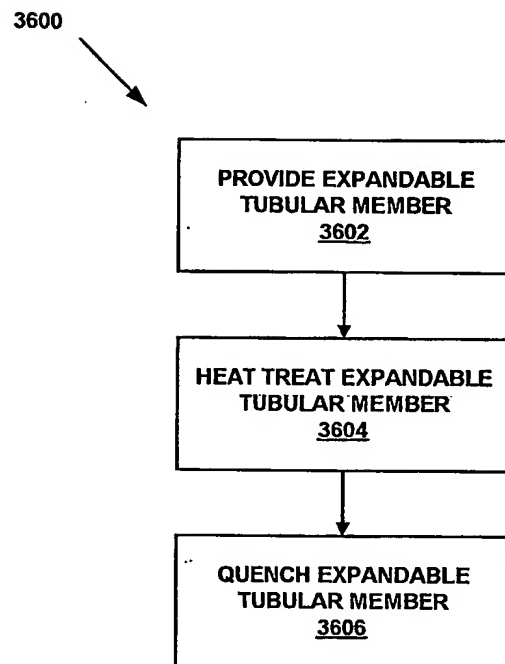 3600
PROVIDE EXPANDABLE
TUBULAR MEMBER
3602
HEAT TREAT EXPANDABLE
TUBULAR MEMBER
3604
QUENCH EXPANDABLE
TUBULAR MEMBER
3606